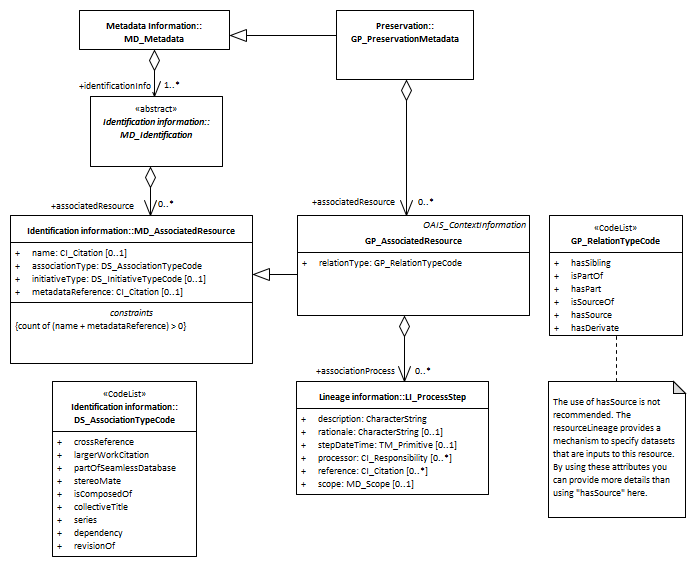 Metadata Information::
MD_Metadata
Preservation::
GP_PreservationMetadata
+identificationInfo
1..*
«abstract»
Identification information::
MD_Identification
+associatedResource
0..*
+associatedResource
0..*
Identification information::MD_AssociatedResource
+ name: CI_Citation [0..1]
+ associationType: DS_AssociationTypeCode
+ initiativeType: DS_InitiativeTypeCode [0..1]
+ metadataReference: CI_Citation [0..1]
constraints
{count of (name + metadataReference) > 0}
OAIS_ContextInformation
GP_AssociatedResource
+ relationType: GP_RelationTypeCode
«CodeList»
GP_RelationTypeCode
+ hasSibling
+ isPartOf
+ hasPart
+ isSourceOf
+ hasSource
+ hasDerivate
+associationProcess
0..*
«CodeList»
Identification information::
DS_AssociationTypeCode
+ crossReference
+ largerWorkCitation
+ partOfSeamlessDatabase
+ stereoMate
+ isComposedOf
+ collectiveTitle
+ series
+ dependency
+ revisionOf
Lineage information::LI_ProcessStep
+ description: CharacterString
+ rationale: CharacterString [0..1]
+ stepDateTime: TM_Primitive [0..1]
+ processor: CI_Responsibility [0..*]
+ reference: CI_Citation [0..*]
+ scope: MD_Scope [0..1]
The use of hasSource is not
recommended. The
resourceLineage provides a
mechanism to specify datasets
that are inputs to this resource.
By using these attributes you
can provide more details than
using "hasSource" here.